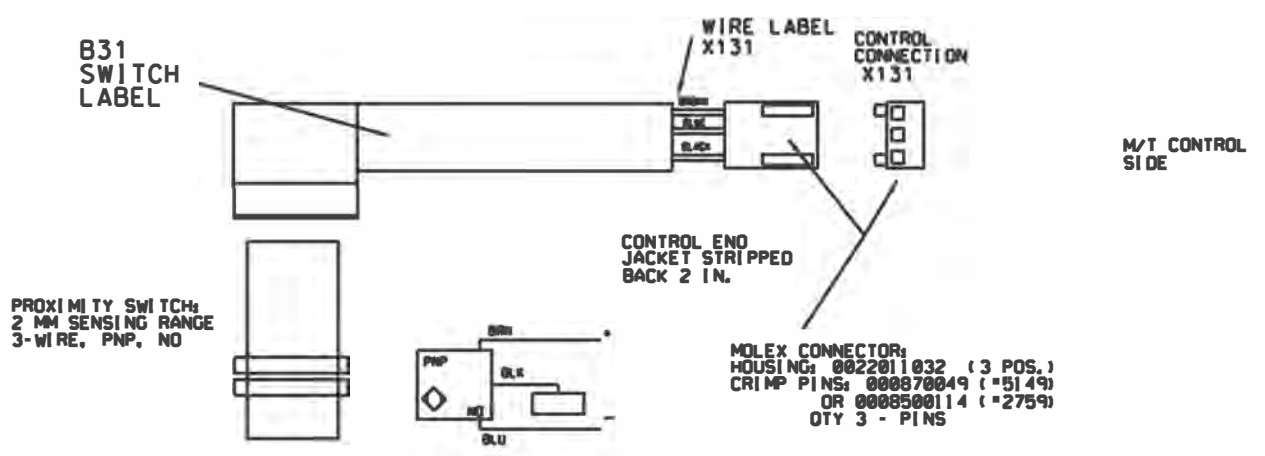 B31
SWITCH
LABEL
WIRE LABEL
X131
CONTROL
CONNECTION
X131
BROWN
BLUE
BLACK
M/T CONTROL
SIDE
CONTROL END
JACKET STRIPPED
BACK 2 IN.
PROXIMITY SWITCH:
2 MM SENSING RANGE
3-WIRE, PNP, NO
BRN
PNP
BLK
NO
BLU
MOLEX CONNECTOR:
HOUSING: 0022011032 (3 POS.)
CRIMP PINS: 000870049 (=5149)
OR 0008500114 (=2759)
QTY 3 - PINS